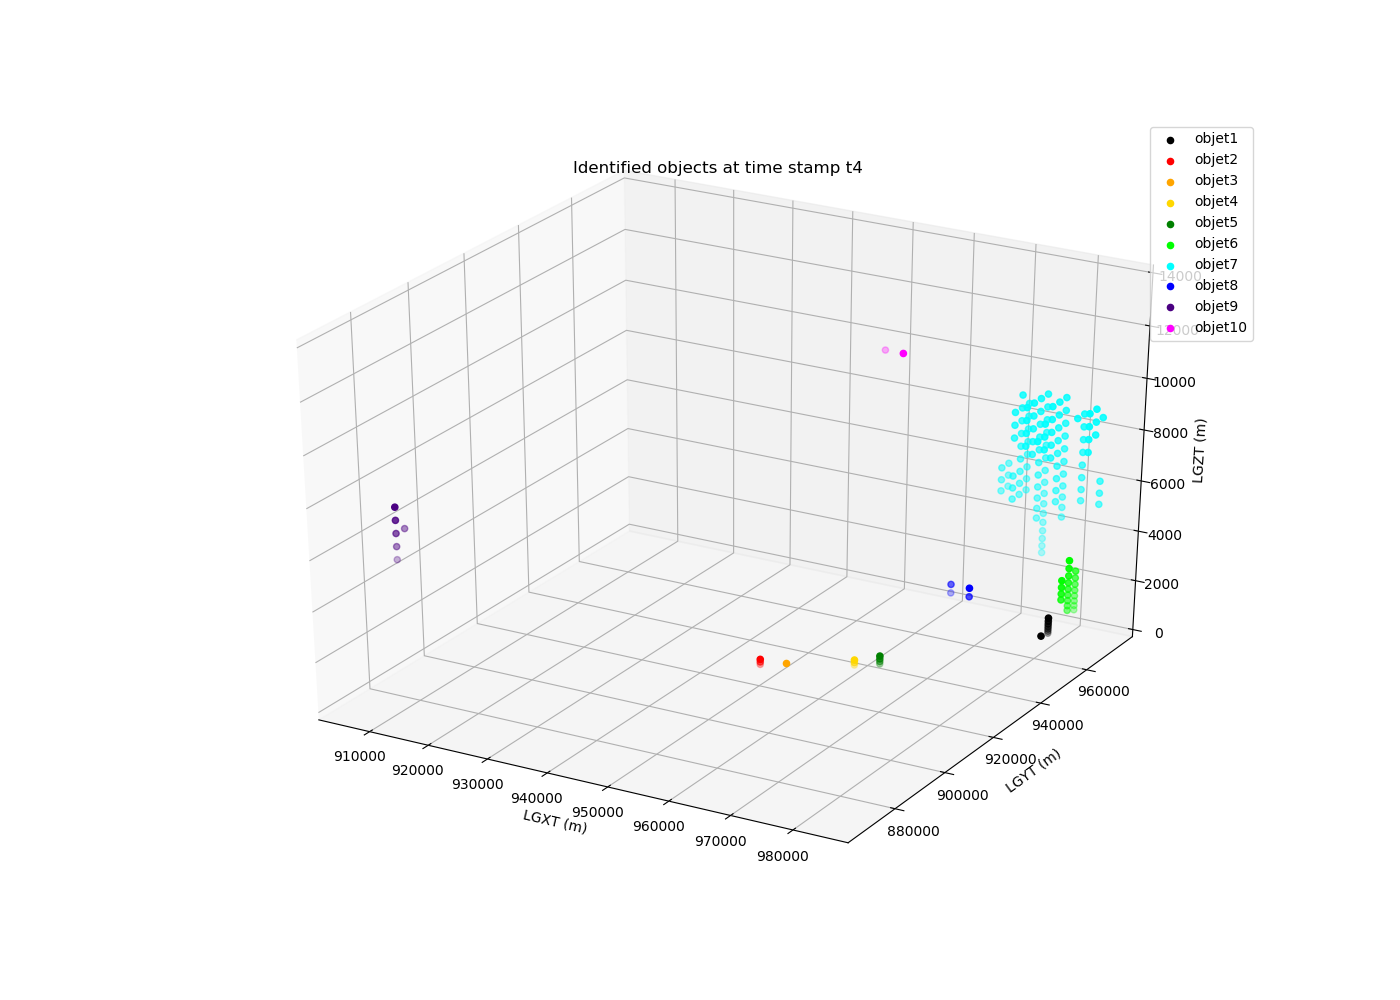 Identified objects at time stamp t4
objet1
objet2
objet3
objet4
objet5
objet6
objet7
objet8
objet9
objet10
14000
12000
10000
8000
6000
4000
2000
0
LGZT (m)
960000
940000
920000
900000
880000
LGYT (m)
910000
920000
930000
940000
950000
960000
970000
980000
LGXT (m)